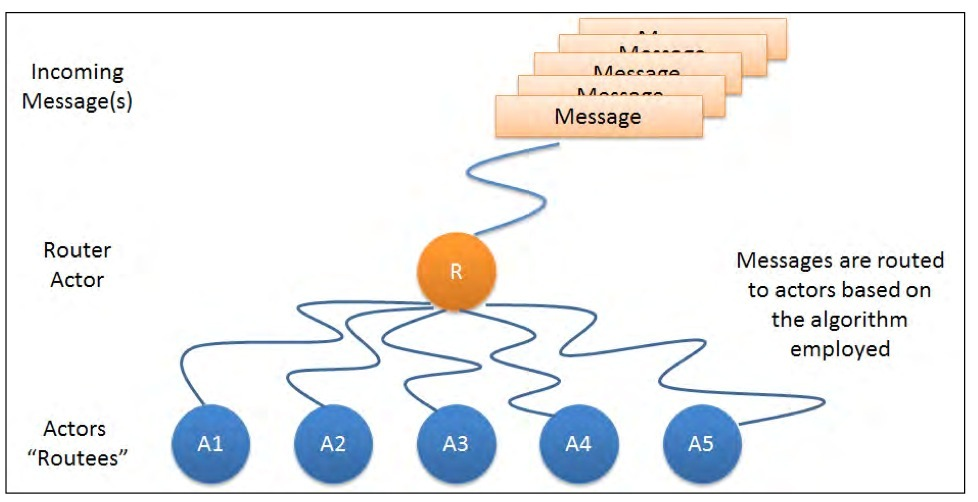 Incoming
Message(s)
Message
Message
Message
Message
Router
Actor
R
Messages are routed
to actors based on
the algorithm
employed
Actors
“Routees”
A1 A2 A3 A4 A5